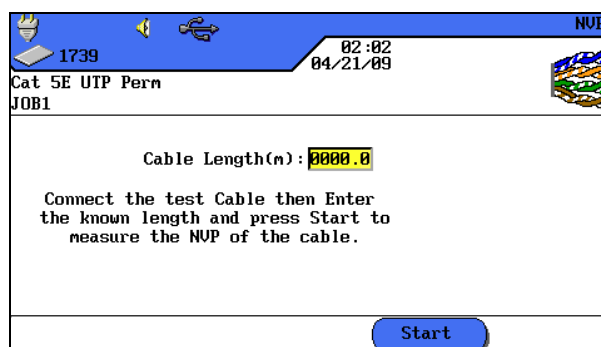 NVP
1739
02:02
04/21/09
Cat 5E UTP Perm
JOB1
Cable Length(m): 0000.0
Connect the test Cable then Enter
the known length and press Start to
measure the NVP of the cable.
Start